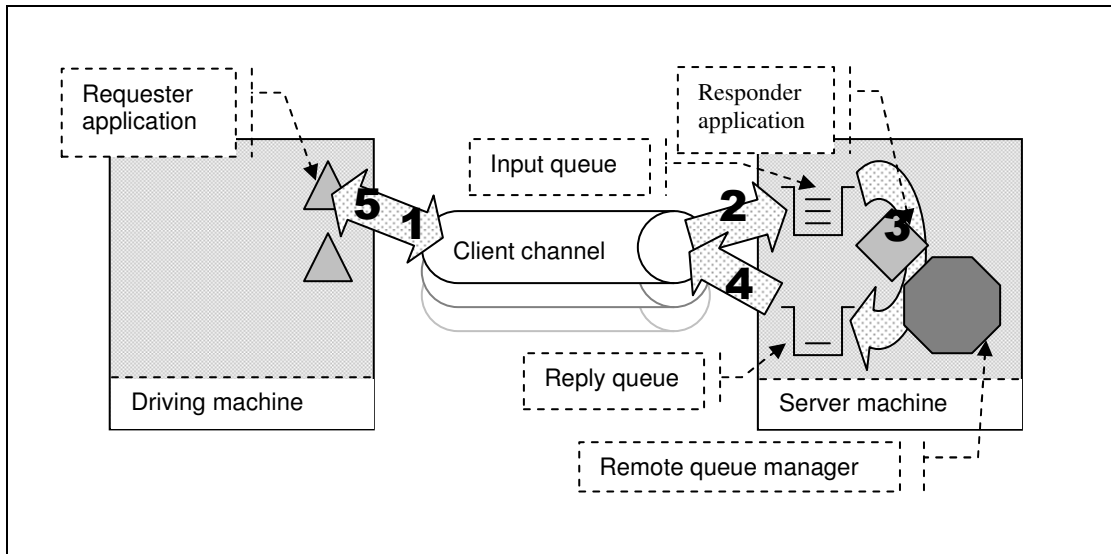 Requester
application
Responder
application
Input queue
5
1
2
3
Client channel
4
Reply queue
Driving machine
Server machine
Remote queue manager